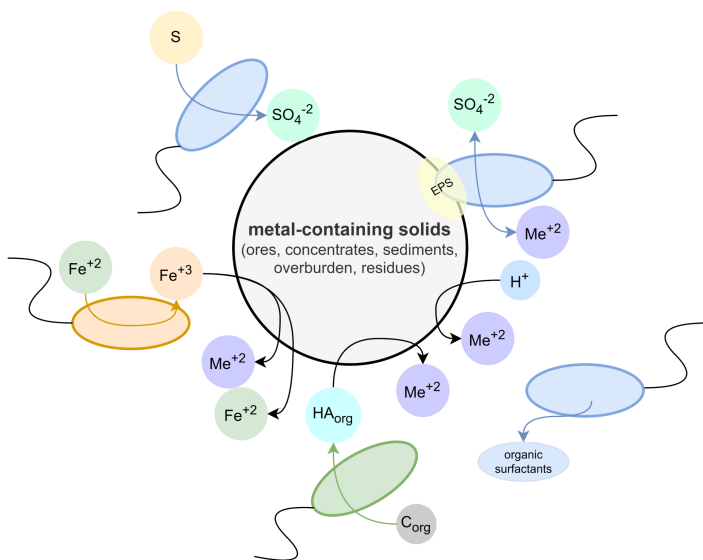 S
SO₄⁻²
SO₄⁻²
EPS
Me⁺²
metal-containing solids
(ores, concentrates, sediments,
overburden, residues)
Fe⁺²
Fe⁺³
H⁺
Me⁺²
Me⁺²
Me⁺²
Fe⁺²
HAorg
organic
surfactants
Corg